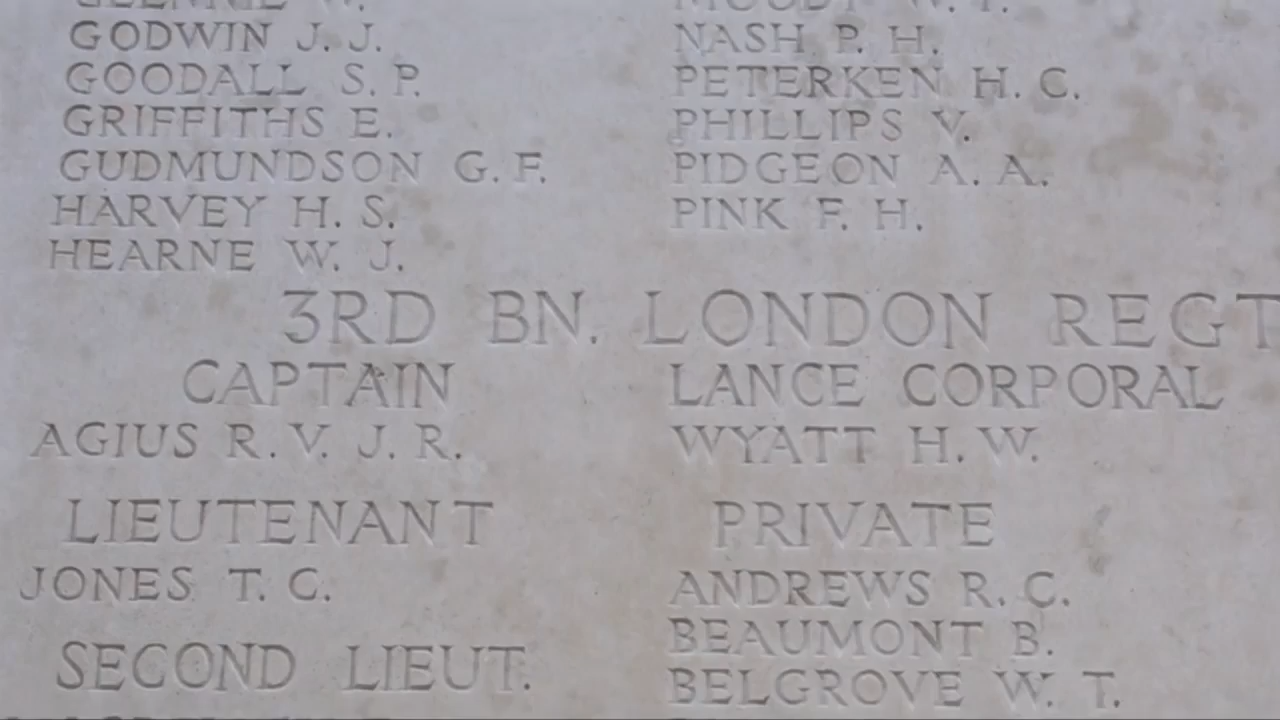 GODWIN J. J.
GOODALL S. P.
GRIFFITHS E.
GUDMUNDSON G. F.
HARVEY H. S.
HEARNE W. J.
NASH P. H.
PETERKEN H. C.
PHILLIPS V.
PIDGEON A. A.
PINK F. H.
3RD BN. LONDON REGT
CAPTAIN
AGIUS R. V. J. R.
LIEUTENANT
JONES T. C.
SECOND LIEUT.
LANCE CORPORAL
WYATT H. W.
PRIVATE
ANDREWS R. C.
BEAUMONT B.
BELGROVE W. T.